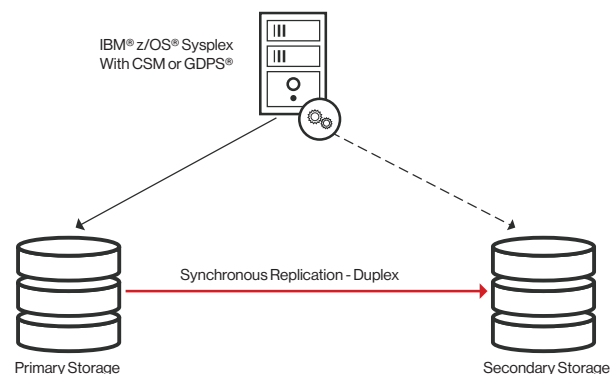 IBM® z/OS® Sysplex
With CSM or GDPS®
Synchronous Replication - Duplex
Primary Storage
Secondary Storage